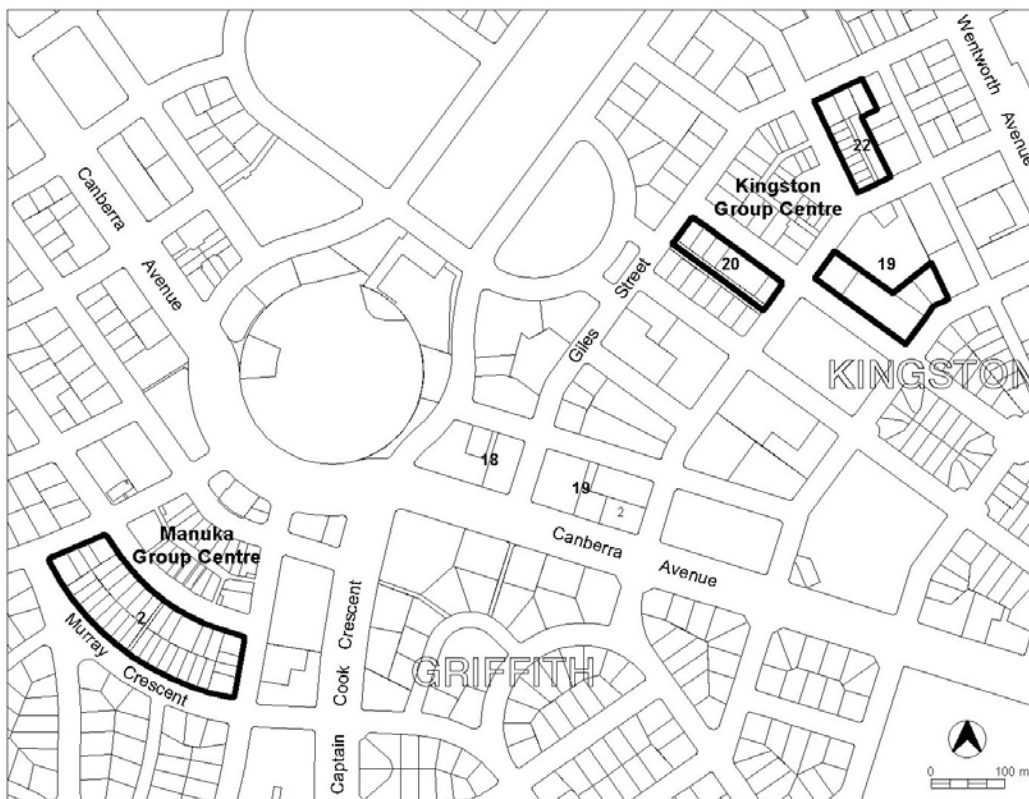 Wentworth
Avenue
22
Kingston
Group Centre
Canberra
Avenue
20
19
Street
Giles
KINGSTON
18
19
2
Manuka
Group Centre
Canberra
Avenue
2
Murray
Crescent
Crescent
Cook
Captain
GRIFFITH
0
100 m